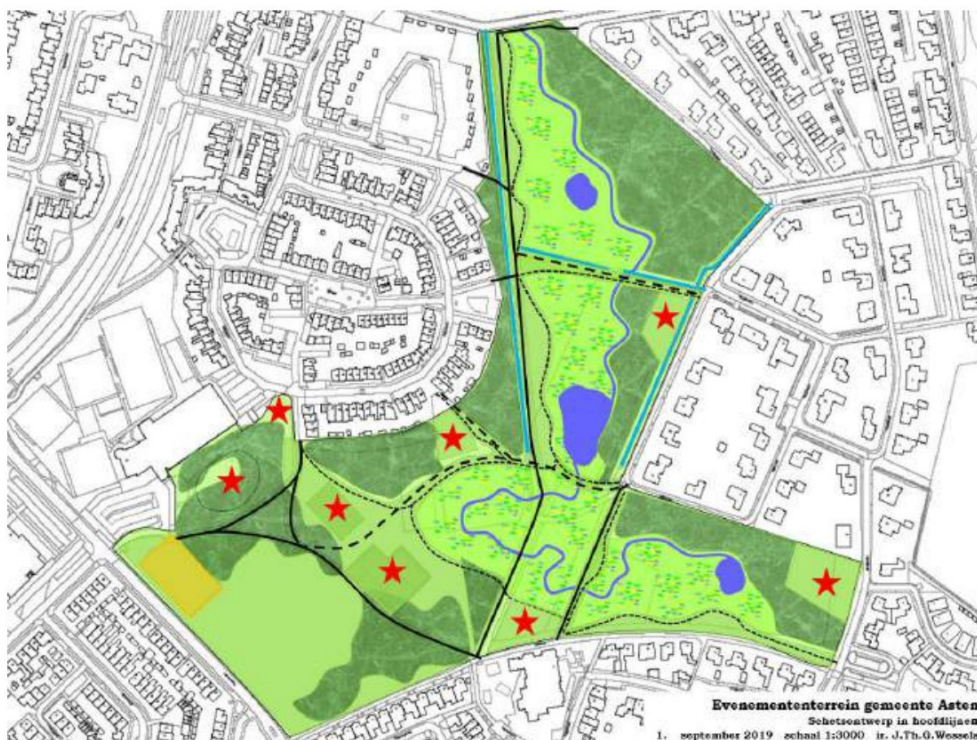 Evenemententerrein gemeente Asten
Schetsontwerp in hoofdlijnen
1. september 2019 schaal 1:3000 ir. J.Th.G.Wessels